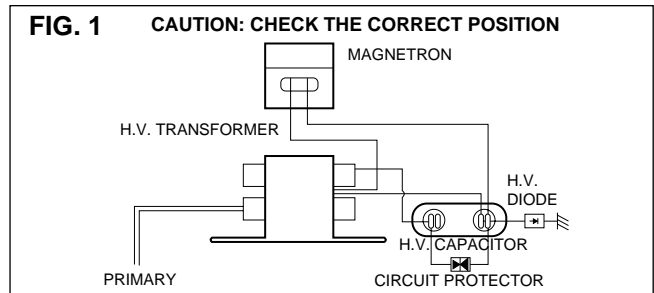 FIG. 1 CAUTION: CHECK THE CORRECT POSITION
MAGNETRON
H.V. TRANSFORMER
H.V.
DIODE
H.V. CAPACITOR
PRIMARY
CIRCUIT PROTECTOR